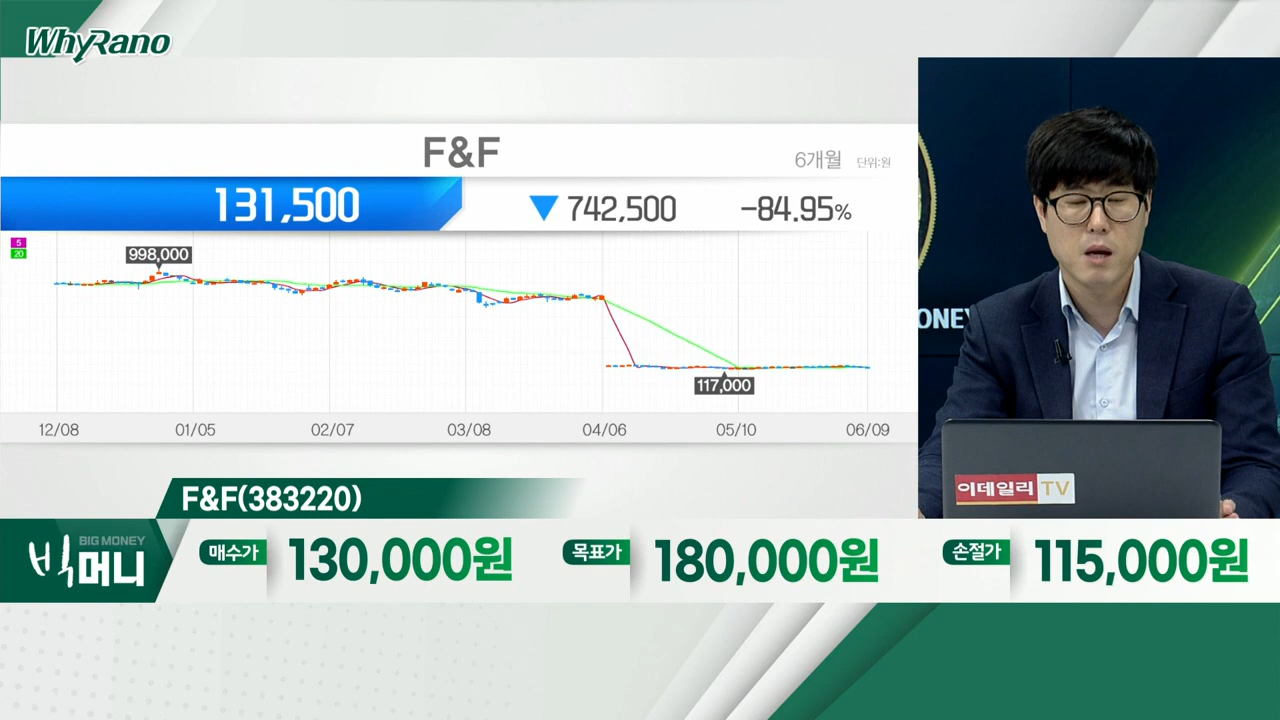 WhyRano
F&F
6개월 단위:원
131,500 ▼742,500 -84.95%
5
20
998,000
117,000
12/08 01/05 02/07 03/08 04/06 05/10 06/09
ONEY
이데일리 TV
F&F(383220)
BIG MONEY
빅머니
매수가 130,000원 목표가 180,000원 손절가 115,000원